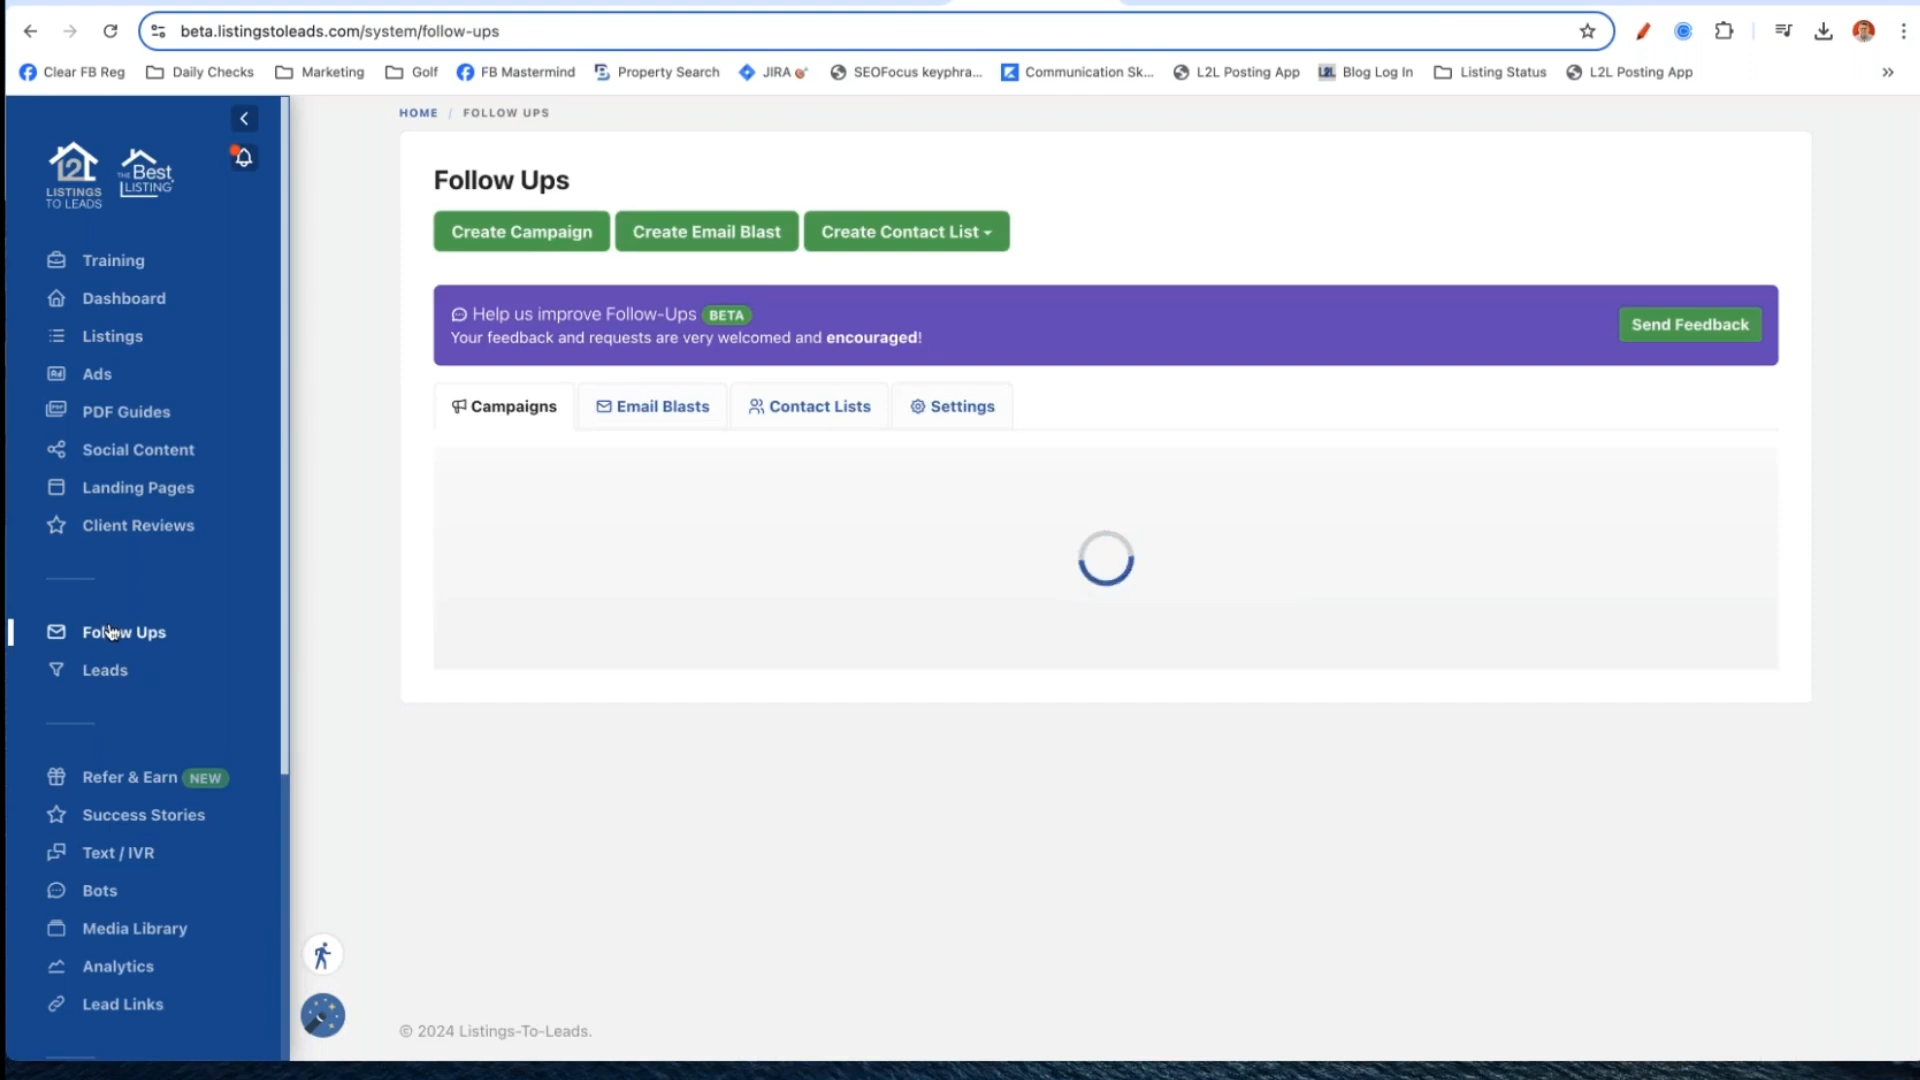 beta.listingstoleads.com/system/follow-ups
Clear FB Reg
Daily Checks
Marketing
Golf
FB Mastermind
Property Search
JIRA
SEOFocus keyphra...
Communication Sk...
L2L Posting App
Blog Log In
Listing Status
L2L Posting App
L2L
LISTINGS
TO LEADS
THE Best
LISTING
Training
Dashboard
Listings
Ads
PDF Guides
Social Content
Landing Pages
Client Reviews
Follow Ups
Leads
Refer & Earn NEW
Success Stories
Text / IVR
Bots
Media Library
Analytics
Lead Links
HOME / FOLLOW UPS
Follow Ups
Create Campaign
Create Email Blast
Create Contact List
Help us improve Follow-Ups BETA
Your feedback and requests are very welcomed and encouraged!
Send Feedback
Campaigns
Email Blasts
Contact Lists
Settings
© 2024 Listings-To-Leads.